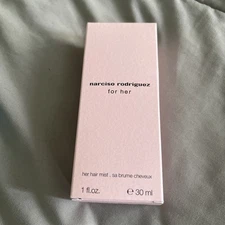 narciso rodriguez
for her
her hair mist . sa brume cheveux
1 fl.oz. ℮ 30 ml